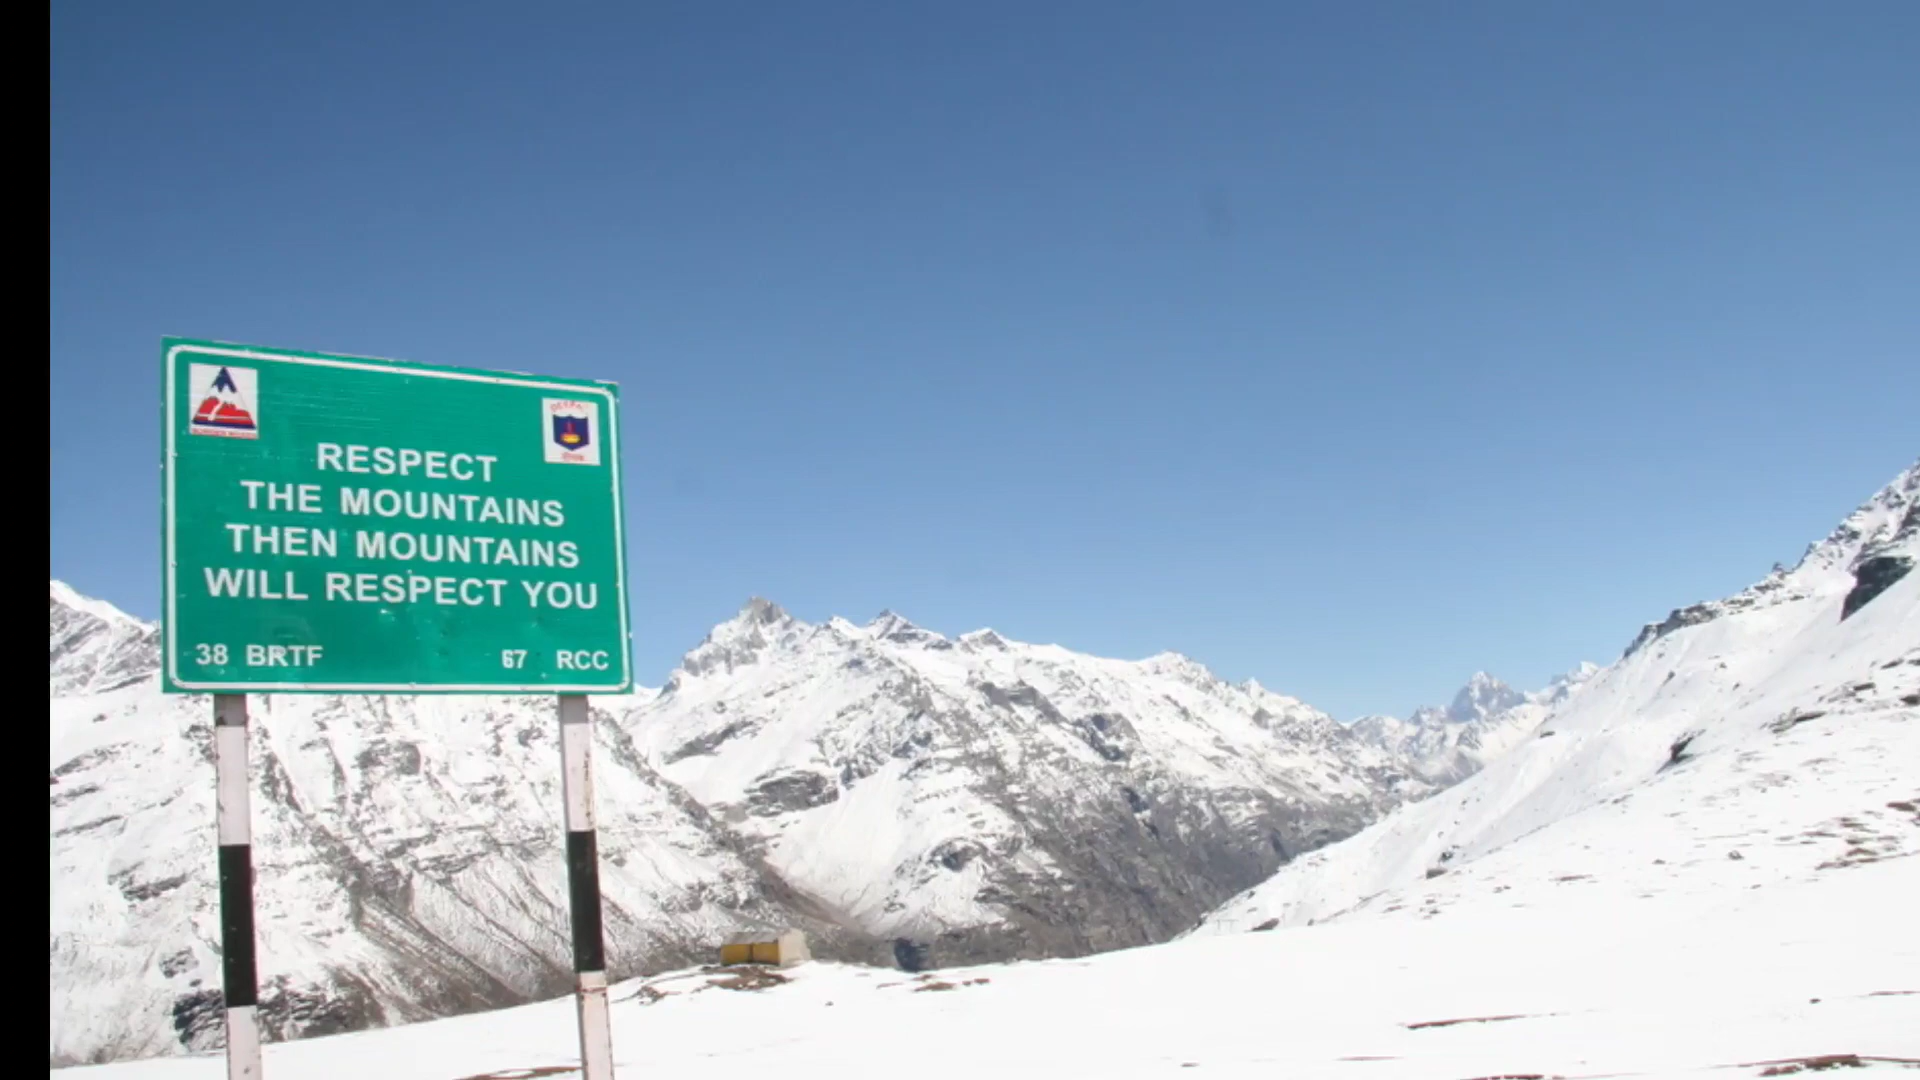 RESPECT
THE MOUNTAINS
THEN MOUNTAINS
WILL RESPECT YOU
38 BRTF 67 RCC